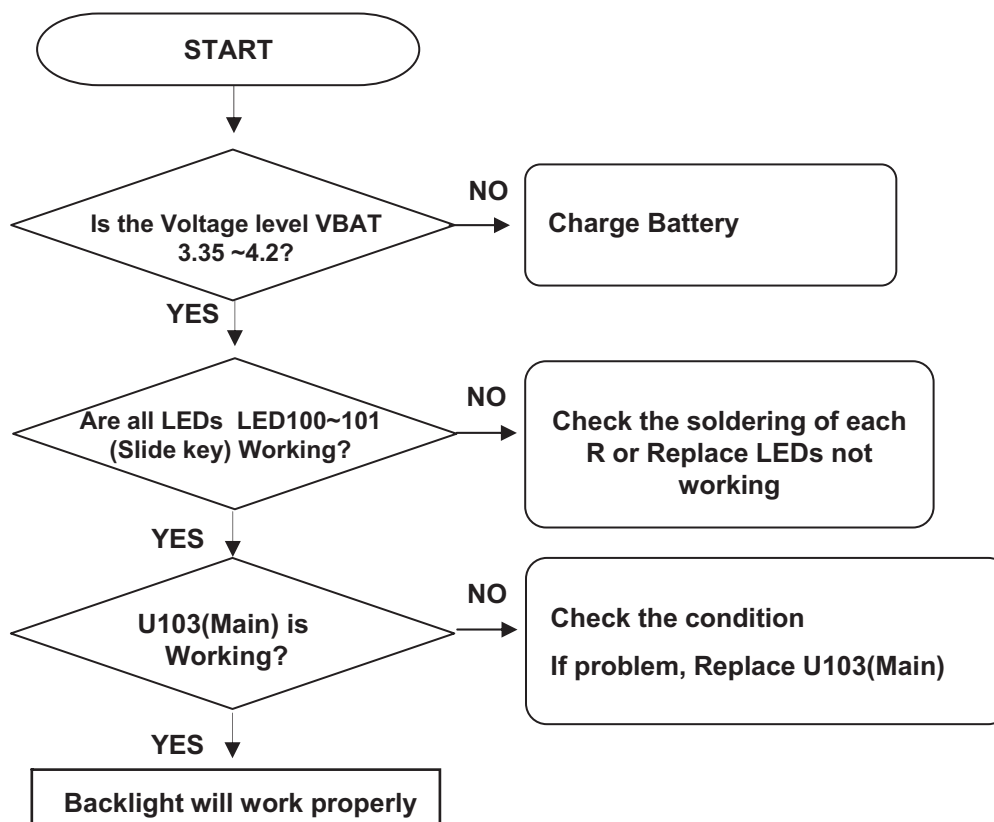 START
Is the Voltage level VBAT
3.35 ~4.2?
NO
Charge Battery
YES
Are all LEDs LED100~101
(Slide key) Working?
NO
Check the soldering of each
R or Replace LEDs not
working
YES
U103(Main) is
Working?
NO
Check the condition
If problem, Replace U103(Main)
YES
Backlight will work properly